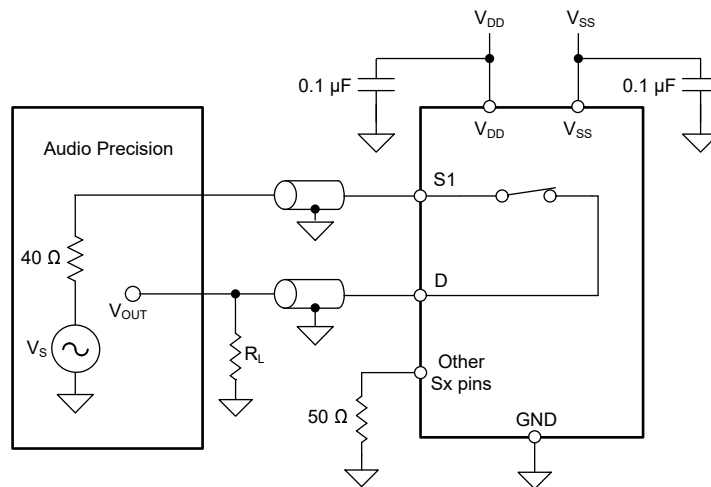 V_DD
V_SS
0.1 µF
0.1 µF
V_DD
V_SS
Audio Precision
S1
40 Ω
D
V_OUT
V_S
R_L
Other
Sx pins
50 Ω
GND